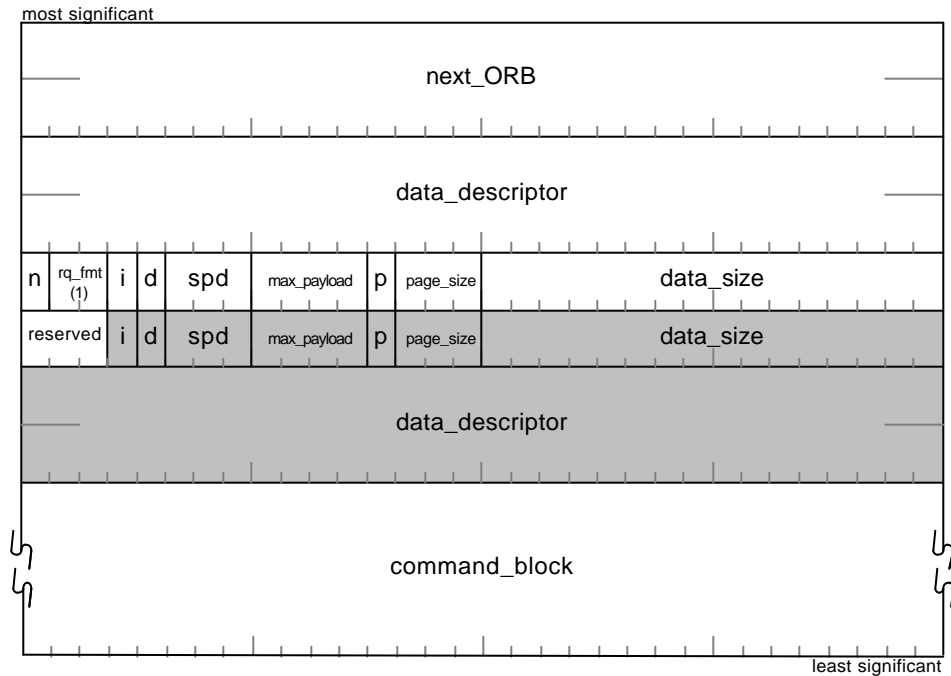 most significant
next_ORB
data_descriptor
n rq_fmt (1) i d spd max_payload p page_size data_size
reserved i d spd max_payload p page_size data_size
data_descriptor
command_block
least significant